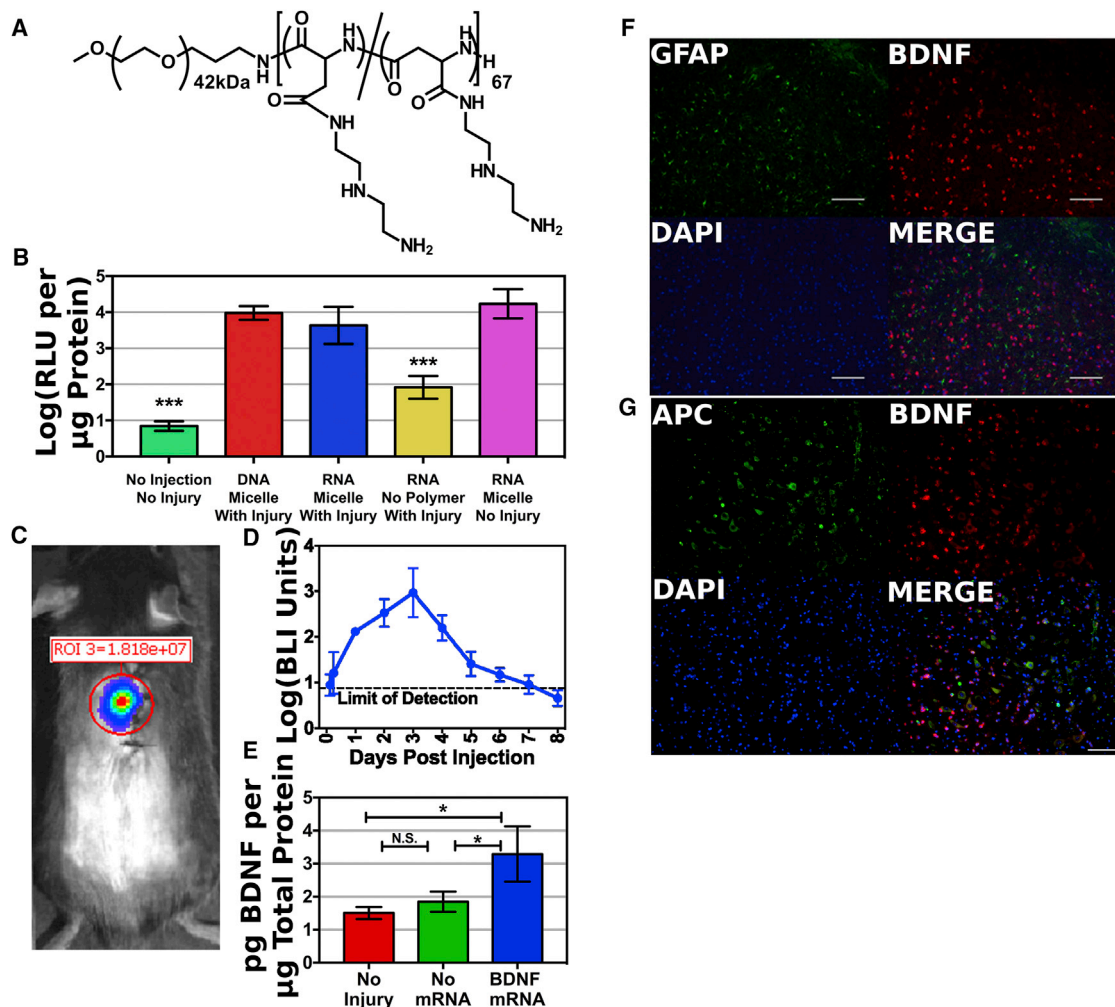 A
O
O
O
42kDa
N
H
O
H
N
O
NH
HN
NH2
O
H
N
H
67
O
NH
HN
NH2
B
Log(RLU per
µg Protein)
5
4
3
2
1
0
***
***
No Injection
No Injury
DNA
Micelle
With Injury
RNA
Micelle
With Injury
RNA
No Polymer
With Injury
RNA
Micelle
No Injury
C
ROI 3=1.818e+07
D
Log(BLI Units)
4
3
2
1
0
Limit of Detection
0 1 2 3 4 5 6 7 8
Days Post Injection
E
pg BDNF per
µg Total Protein
5
4
3
2
1
0
*
N.S.
*
No
Injury
No
mRNA
BDNF
mRNA
F
GFAP
BDNF
DAPI
MERGE
G
APC
BDNF
DAPI
MERGE